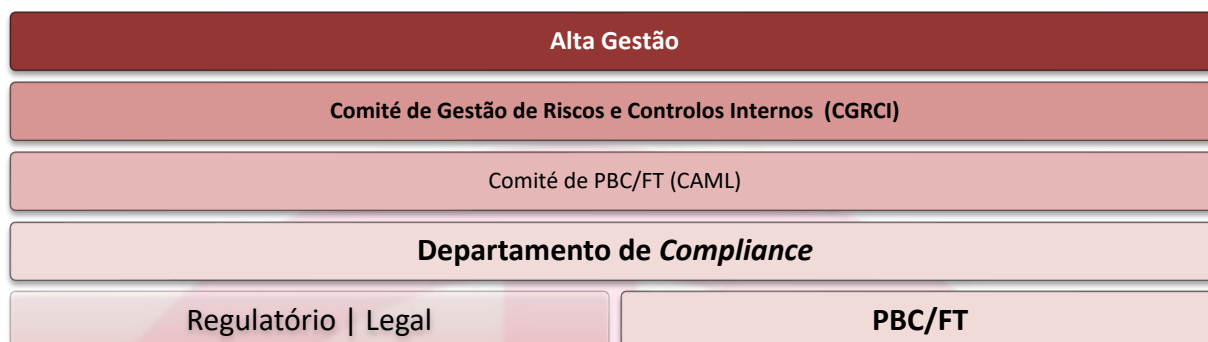 Alta Gestão
Comité de Gestão de Riscos e Controlos Internos (CGRCI)
Comité de PBC/FT (CAML)
Departamento de Compliance
Regulatório | Legal
PBC/FT